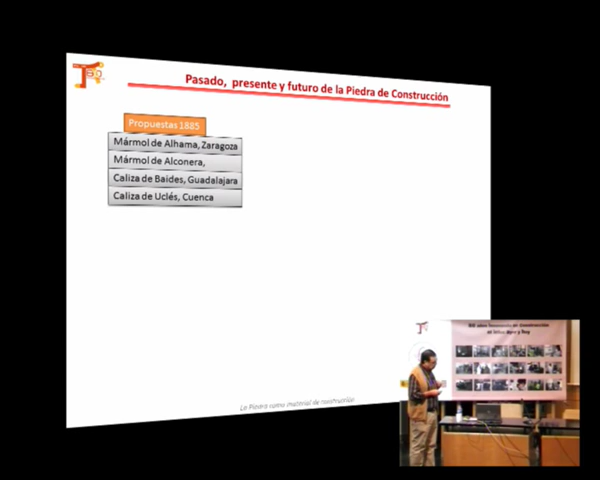 Pasado, presente y futuro de la Piedra de Construcción
Propuestas 1885
Mármol de Alhama, Zaragoza
Mármol de Alconera,
Caliza de Baides, Guadalajara
Caliza de Uclés, Cuenca
La Piedra como material de construcción